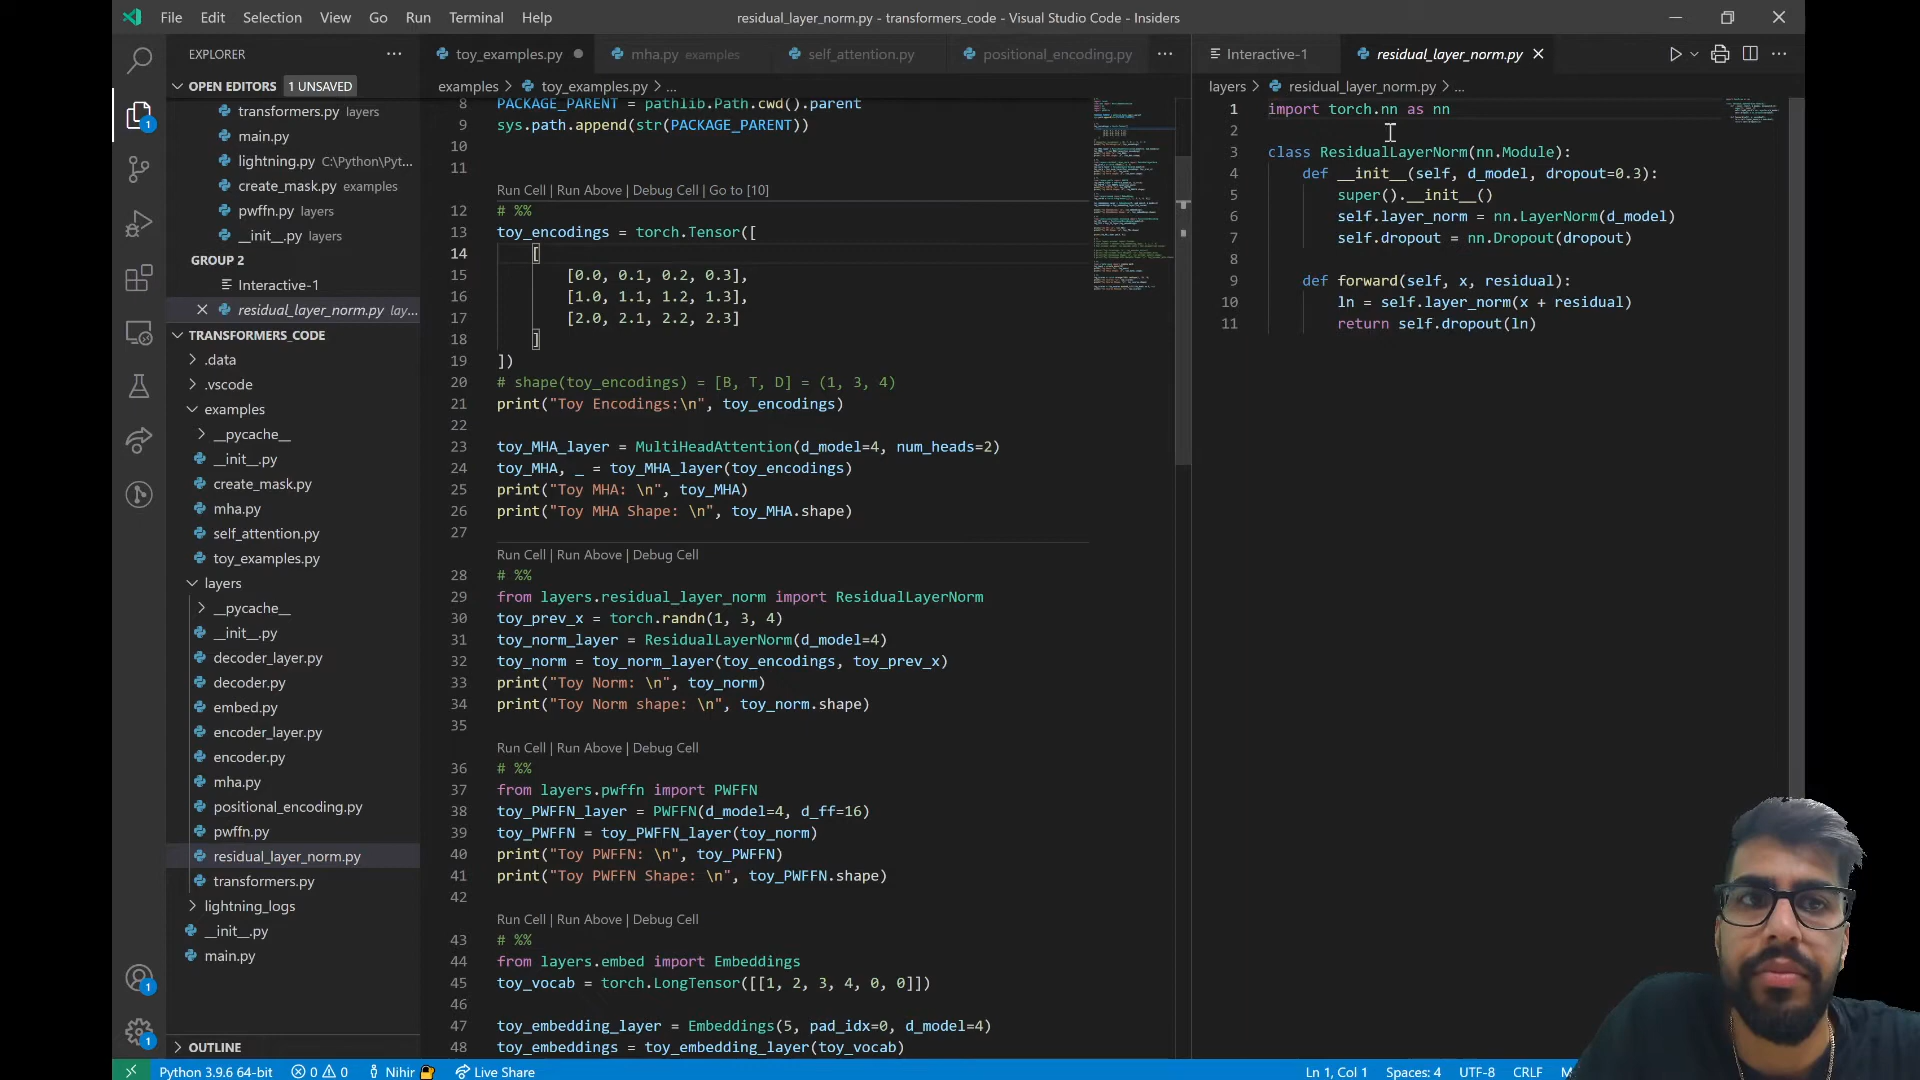 File Edit Selection View Go Run Terminal Help
residual_layer_norm.py - transformers_code - Visual Studio Code - Insiders
EXPLORER
OPEN EDITORS 1 UNSAVED
transformers.py layers
main.py
lightning.py C:\Python\Pyt...
create_mask.py examples
pwffn.py layers
__init__.py layers
GROUP 2
Interactive-1
residual_layer_norm.py lay...
TRANSFORMERS_CODE
.data
.vscode
examples
__pycache__
__init__.py
create_mask.py
mha.py
self_attention.py
toy_examples.py
layers
__pycache__
__init__.py
decoder_layer.py
decoder.py
embed.py
encoder_layer.py
encoder.py
mha.py
positional_encoding.py
pwffn.py
residual_layer_norm.py
transformers.py
lightning_logs
__init__.py
main.py
OUTLINE
toy_examples.py mha.py examples self_attention.py positional_encoding.py
examples > toy_examples.py > ...
8 PACKAGE_PARENT = pathlib.Path.cwd().parent
9 sys.path.append(str(PACKAGE_PARENT))
10
11
Run Cell | Run Above | Debug Cell | Go to [10]
12 # %%
13 toy_encodings = torch.Tensor([
14 [
15 [0.0, 0.1, 0.2, 0.3],
16 [1.0, 1.1, 1.2, 1.3],
17 [2.0, 2.1, 2.2, 2.3]
18 ]
19 ])
20 # shape(toy_encodings) = [B, T, D] = (1, 3, 4)
21 print("Toy Encodings:\n", toy_encodings)
22
23 toy_MHA_layer = MultiHeadAttention(d_model=4, num_heads=2)
24 toy_MHA, _ = toy_MHA_layer(toy_encodings)
25 print("Toy MHA: \n", toy_MHA)
26 print("Toy MHA Shape: \n", toy_MHA.shape)
27
Run Cell | Run Above | Debug Cell
28 # %%
29 from layers.residual_layer_norm import ResidualLayerNorm
30 toy_prev_x = torch.randn(1, 3, 4)
31 toy_norm_layer = ResidualLayerNorm(d_model=4)
32 toy_norm = toy_norm_layer(toy_encodings, toy_prev_x)
33 print("Toy Norm: \n", toy_norm)
34 print("Toy Norm shape: \n", toy_norm.shape)
35
Run Cell | Run Above | Debug Cell
36 # %%
37 from layers.pwffn import PWFFN
38 toy_PWFFN_layer = PWFFN(d_model=4, d_ff=16)
39 toy_PWFFN = toy_PWFFN_layer(toy_norm)
40 print("Toy PWFFN: \n", toy_PWFFN)
41 print("Toy PWFFN Shape: \n", toy_PWFFN.shape)
42
Run Cell | Run Above | Debug Cell
43 # %%
44 from layers.embed import Embeddings
45 toy_vocab = torch.LongTensor([[1, 2, 3, 4, 0, 0]])
46
47 toy_embedding_layer = Embeddings(5, pad_idx=0, d_model=4)
48 toy_embeddings = toy_embedding_layer(toy_vocab)
Interactive-1 residual_layer_norm.py
layers > residual_layer_norm.py > ...
1 import torch.nn as nn
2
3 class ResidualLayerNorm(nn.Module):
4 def __init__(self, d_model, dropout=0.3):
5 super().__init__()
6 self.layer_norm = nn.LayerNorm(d_model)
7 self.dropout = nn.Dropout(dropout)
8
9 def forward(self, x, residual):
10 ln = self.layer_norm(x + residual)
11 return self.dropout(ln)
1
1
1
Python 3.9.6 64-bit 0 0 Nihir Live Share Ln 1, Col 1 Spaces: 4 UTF-8 CRLF